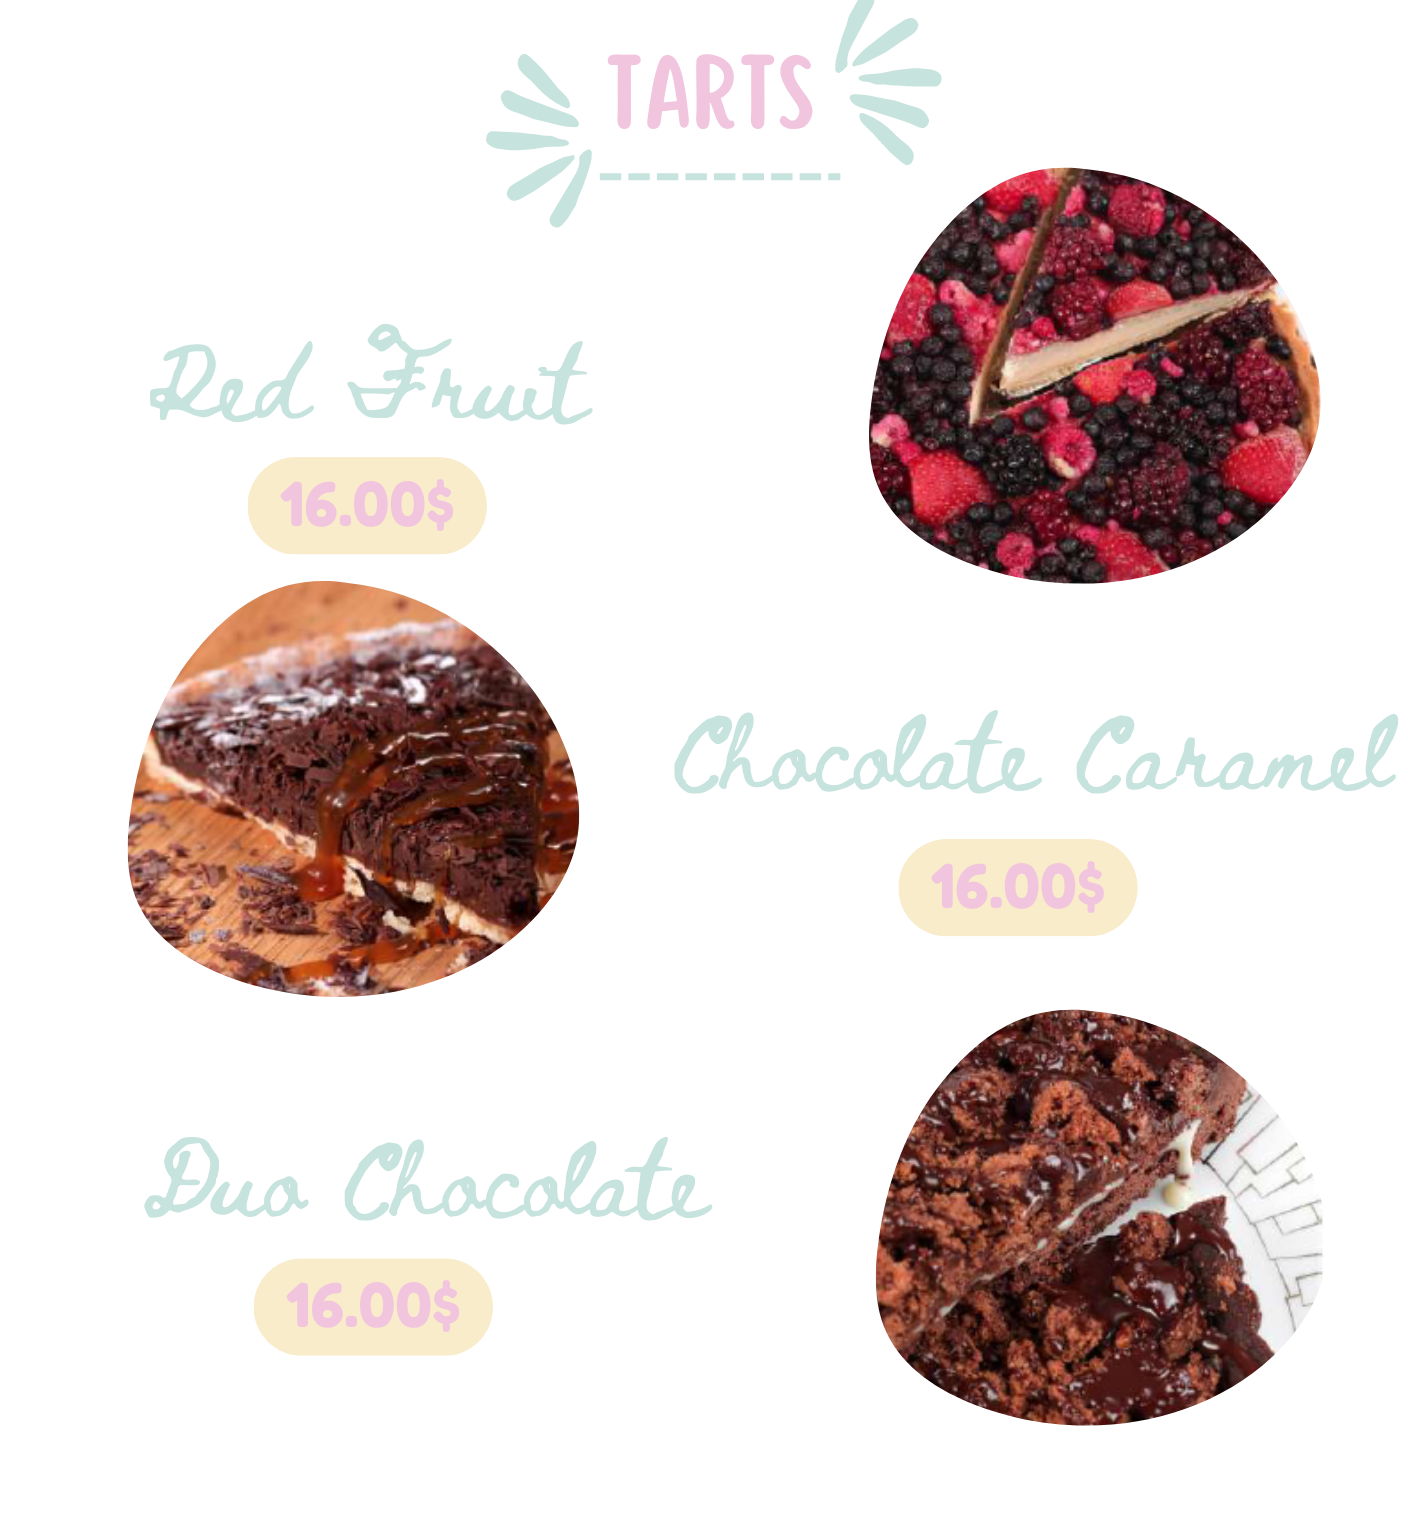 TARTS
Red Fruit
16.00$
Chocolate Caramel
16.00$
Duo Chocolate
16.00$